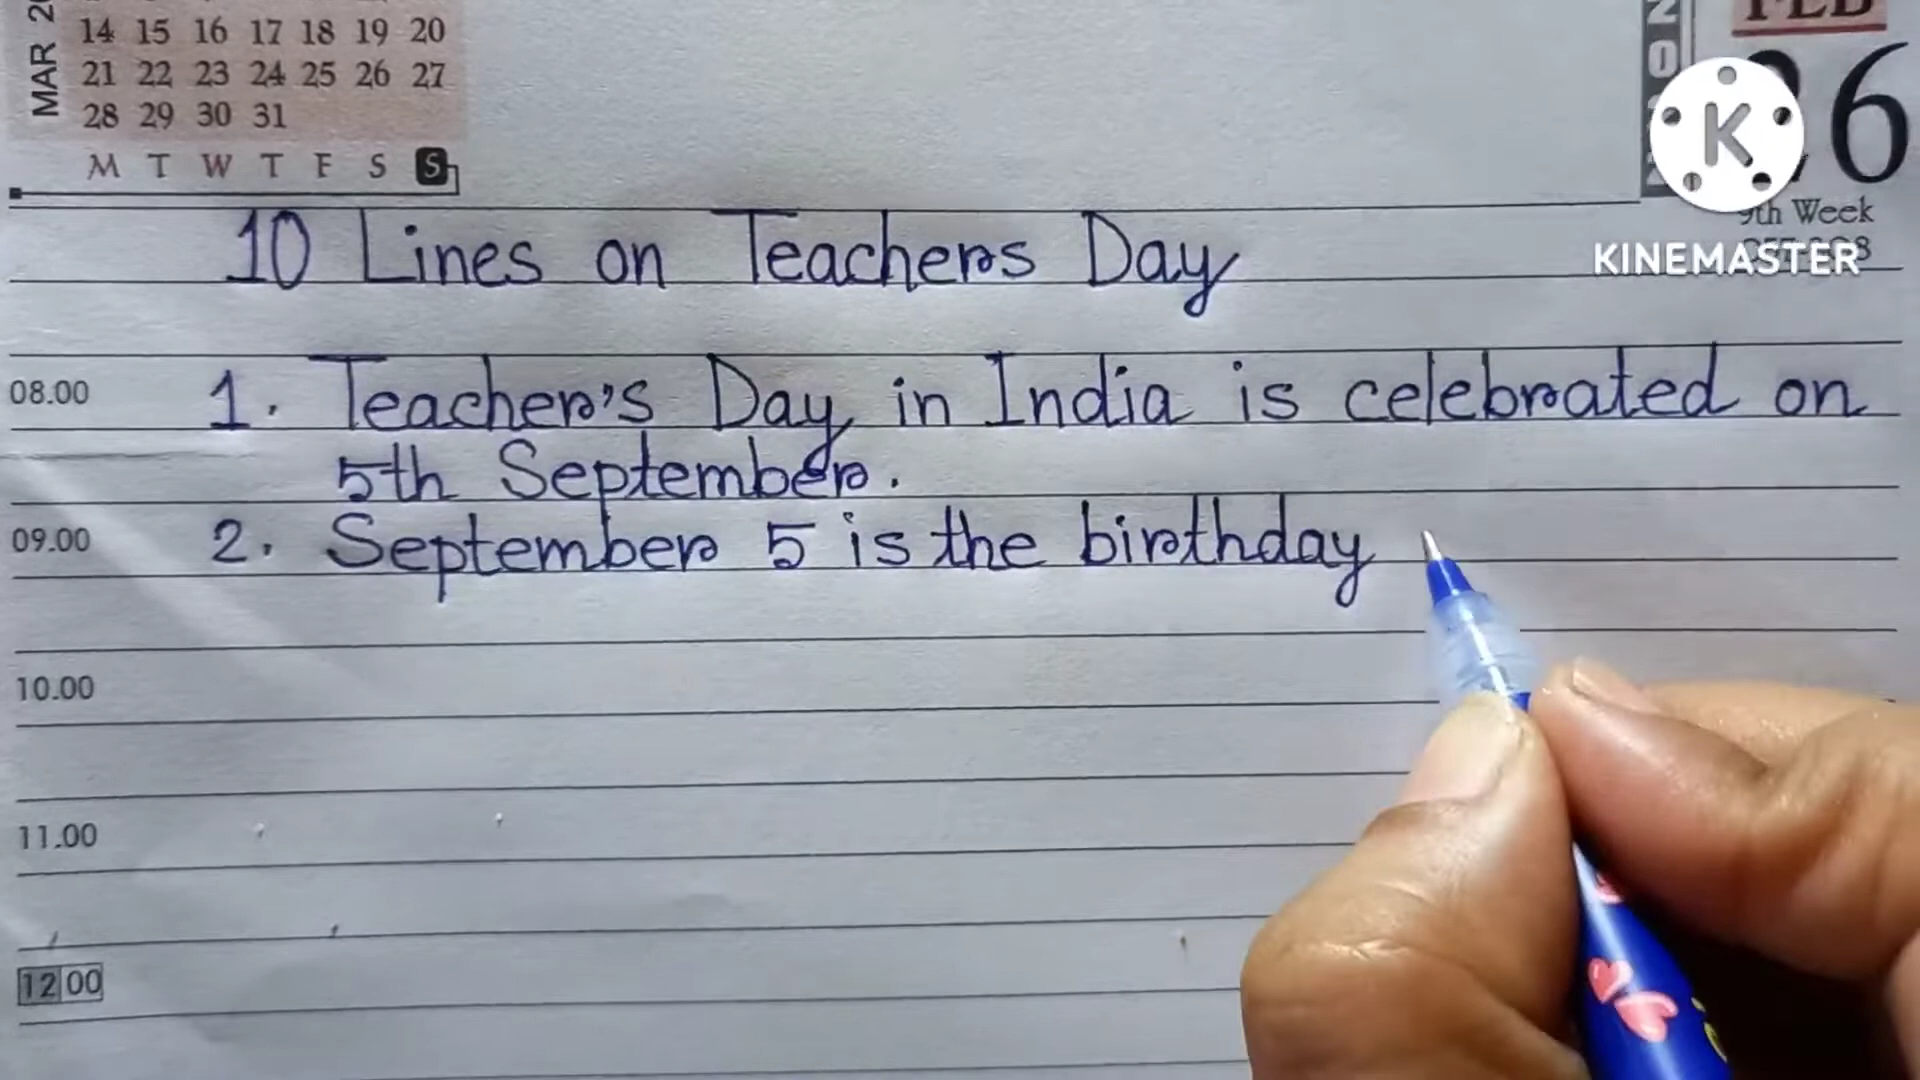 MAR
14 15 16 17 18 19 20
21 22 23 24 25 26 27
28 29 30 31
M T W T F S S
FEB
6
K
9th Week
KINEMASTER
10 Lines on Teachers Day
08.00
1. Teacher's Day in India is celebrated on
5th September.
09.00
2. September 5 is the birthday
10.00
11.00
12 00